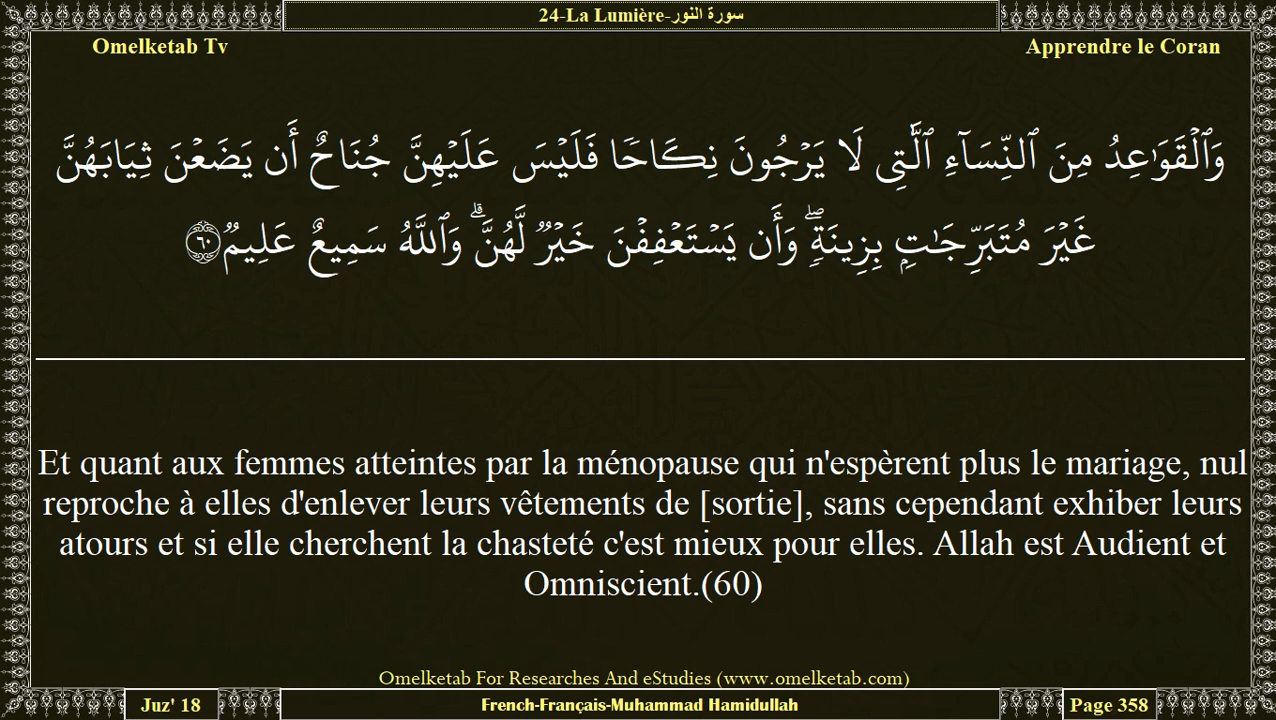 24-La Lumière-سورة النور
Omelketab Tv
Apprendre le Coran
وَٱلْقَوَٰعِدُ مِنَ ٱلنِّسَآءِ ٱلَّٰتِى لَا يَرْجُونَ نِكَاحًا فَلَيْسَ عَلَيْهِنَّ جُنَاحٌ أَن يَضَعْنَ ثِيَابَهُنَّ
غَيْرَ مُتَبَرِّجَٰتٍۭ بِزِينَةٍۖ وَأَن يَسْتَعْفِفْنَ خَيْرٌ لَّهُنَّۗ وَٱللَّهُ سَمِيعٌ عَلِيمٌ ٦٠
Et quant aux femmes atteintes par la ménopause qui n'espèrent plus le mariage, nul
reproche à elles d'enlever leurs vêtements de [sortie], sans cependant exhiber leurs
atours et si elle cherchent la chasteté c'est mieux pour elles. Allah est Audient et
Omniscient.(60)
Omelketab For Researches And eStudies (www.omelketab.com)
Juz' 18
French-Français-Muhammad Hamidullah
Page 358